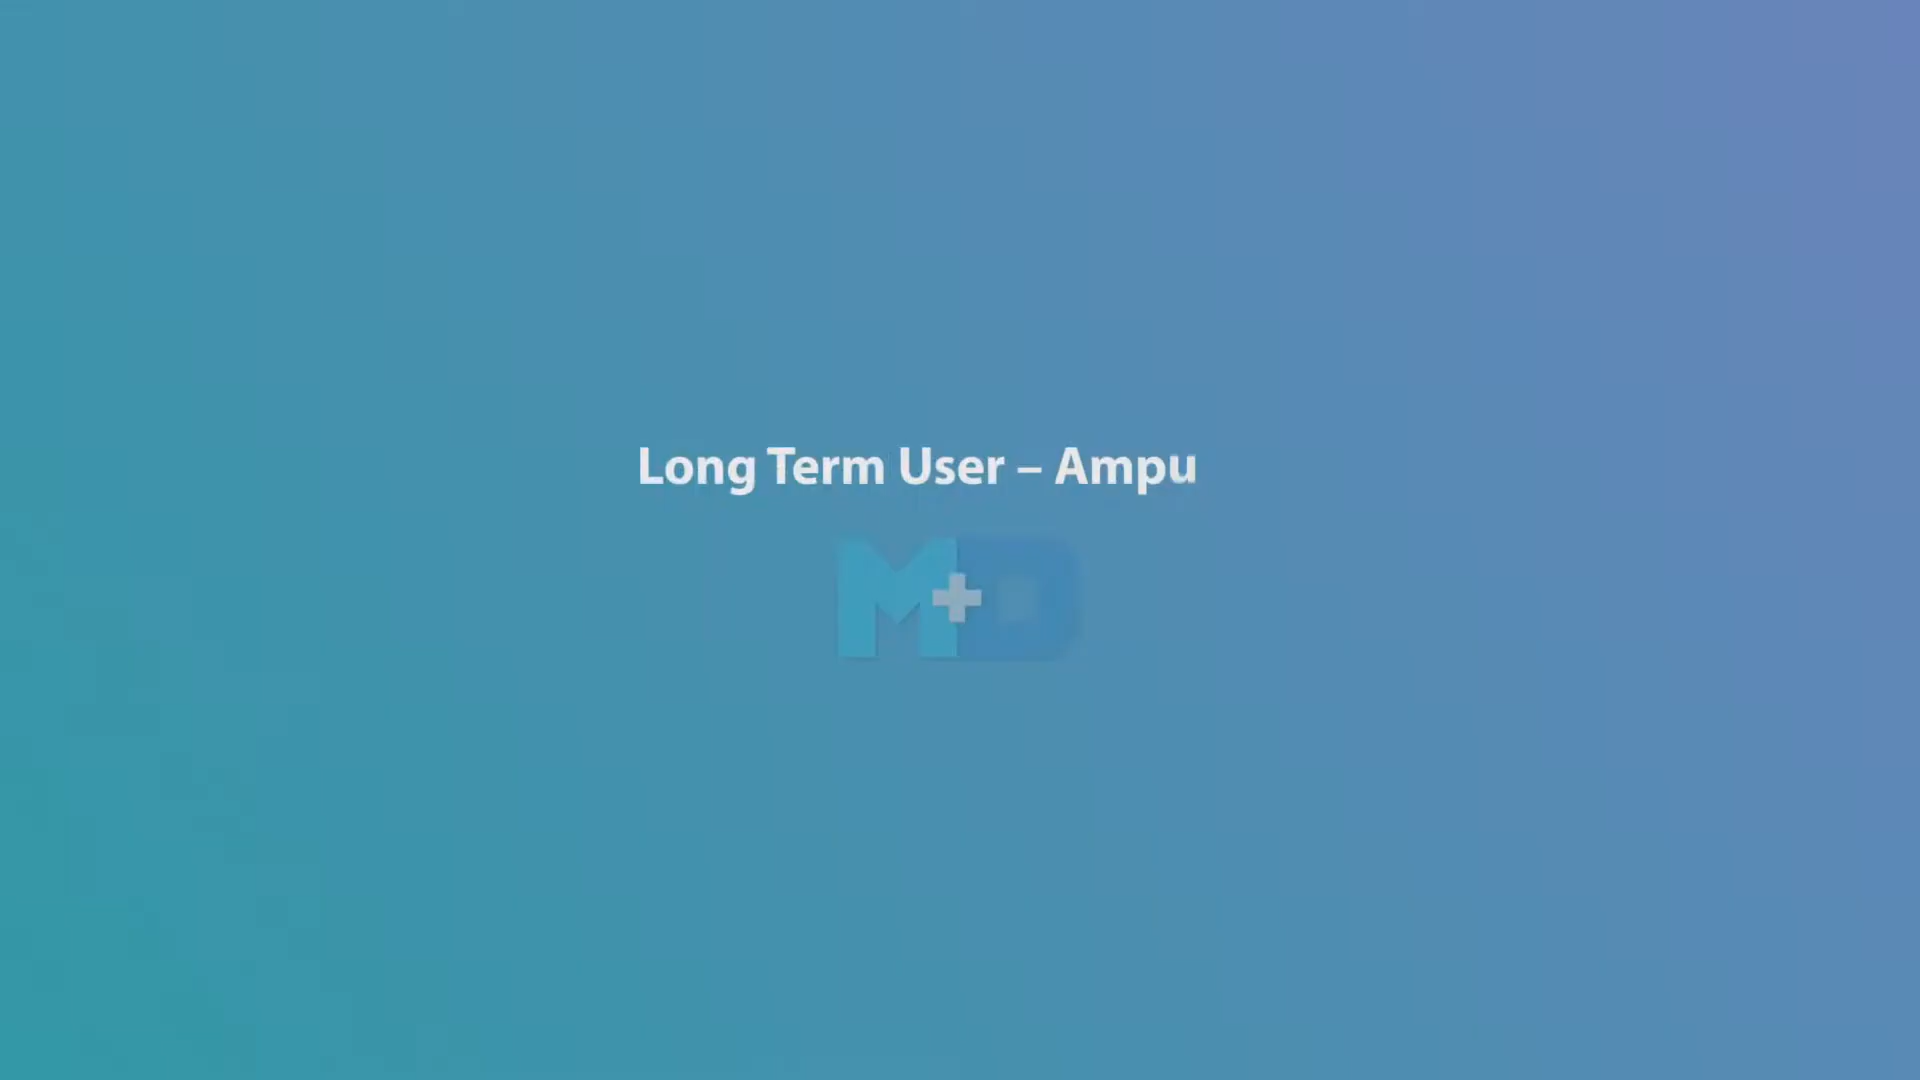 Long Term User – Ampu
M+D